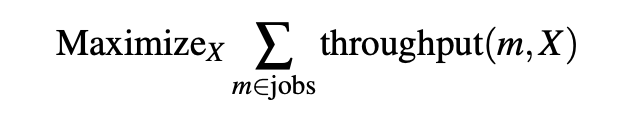 Maximize_X ∑_{m∈jobs} throughput(m, X)